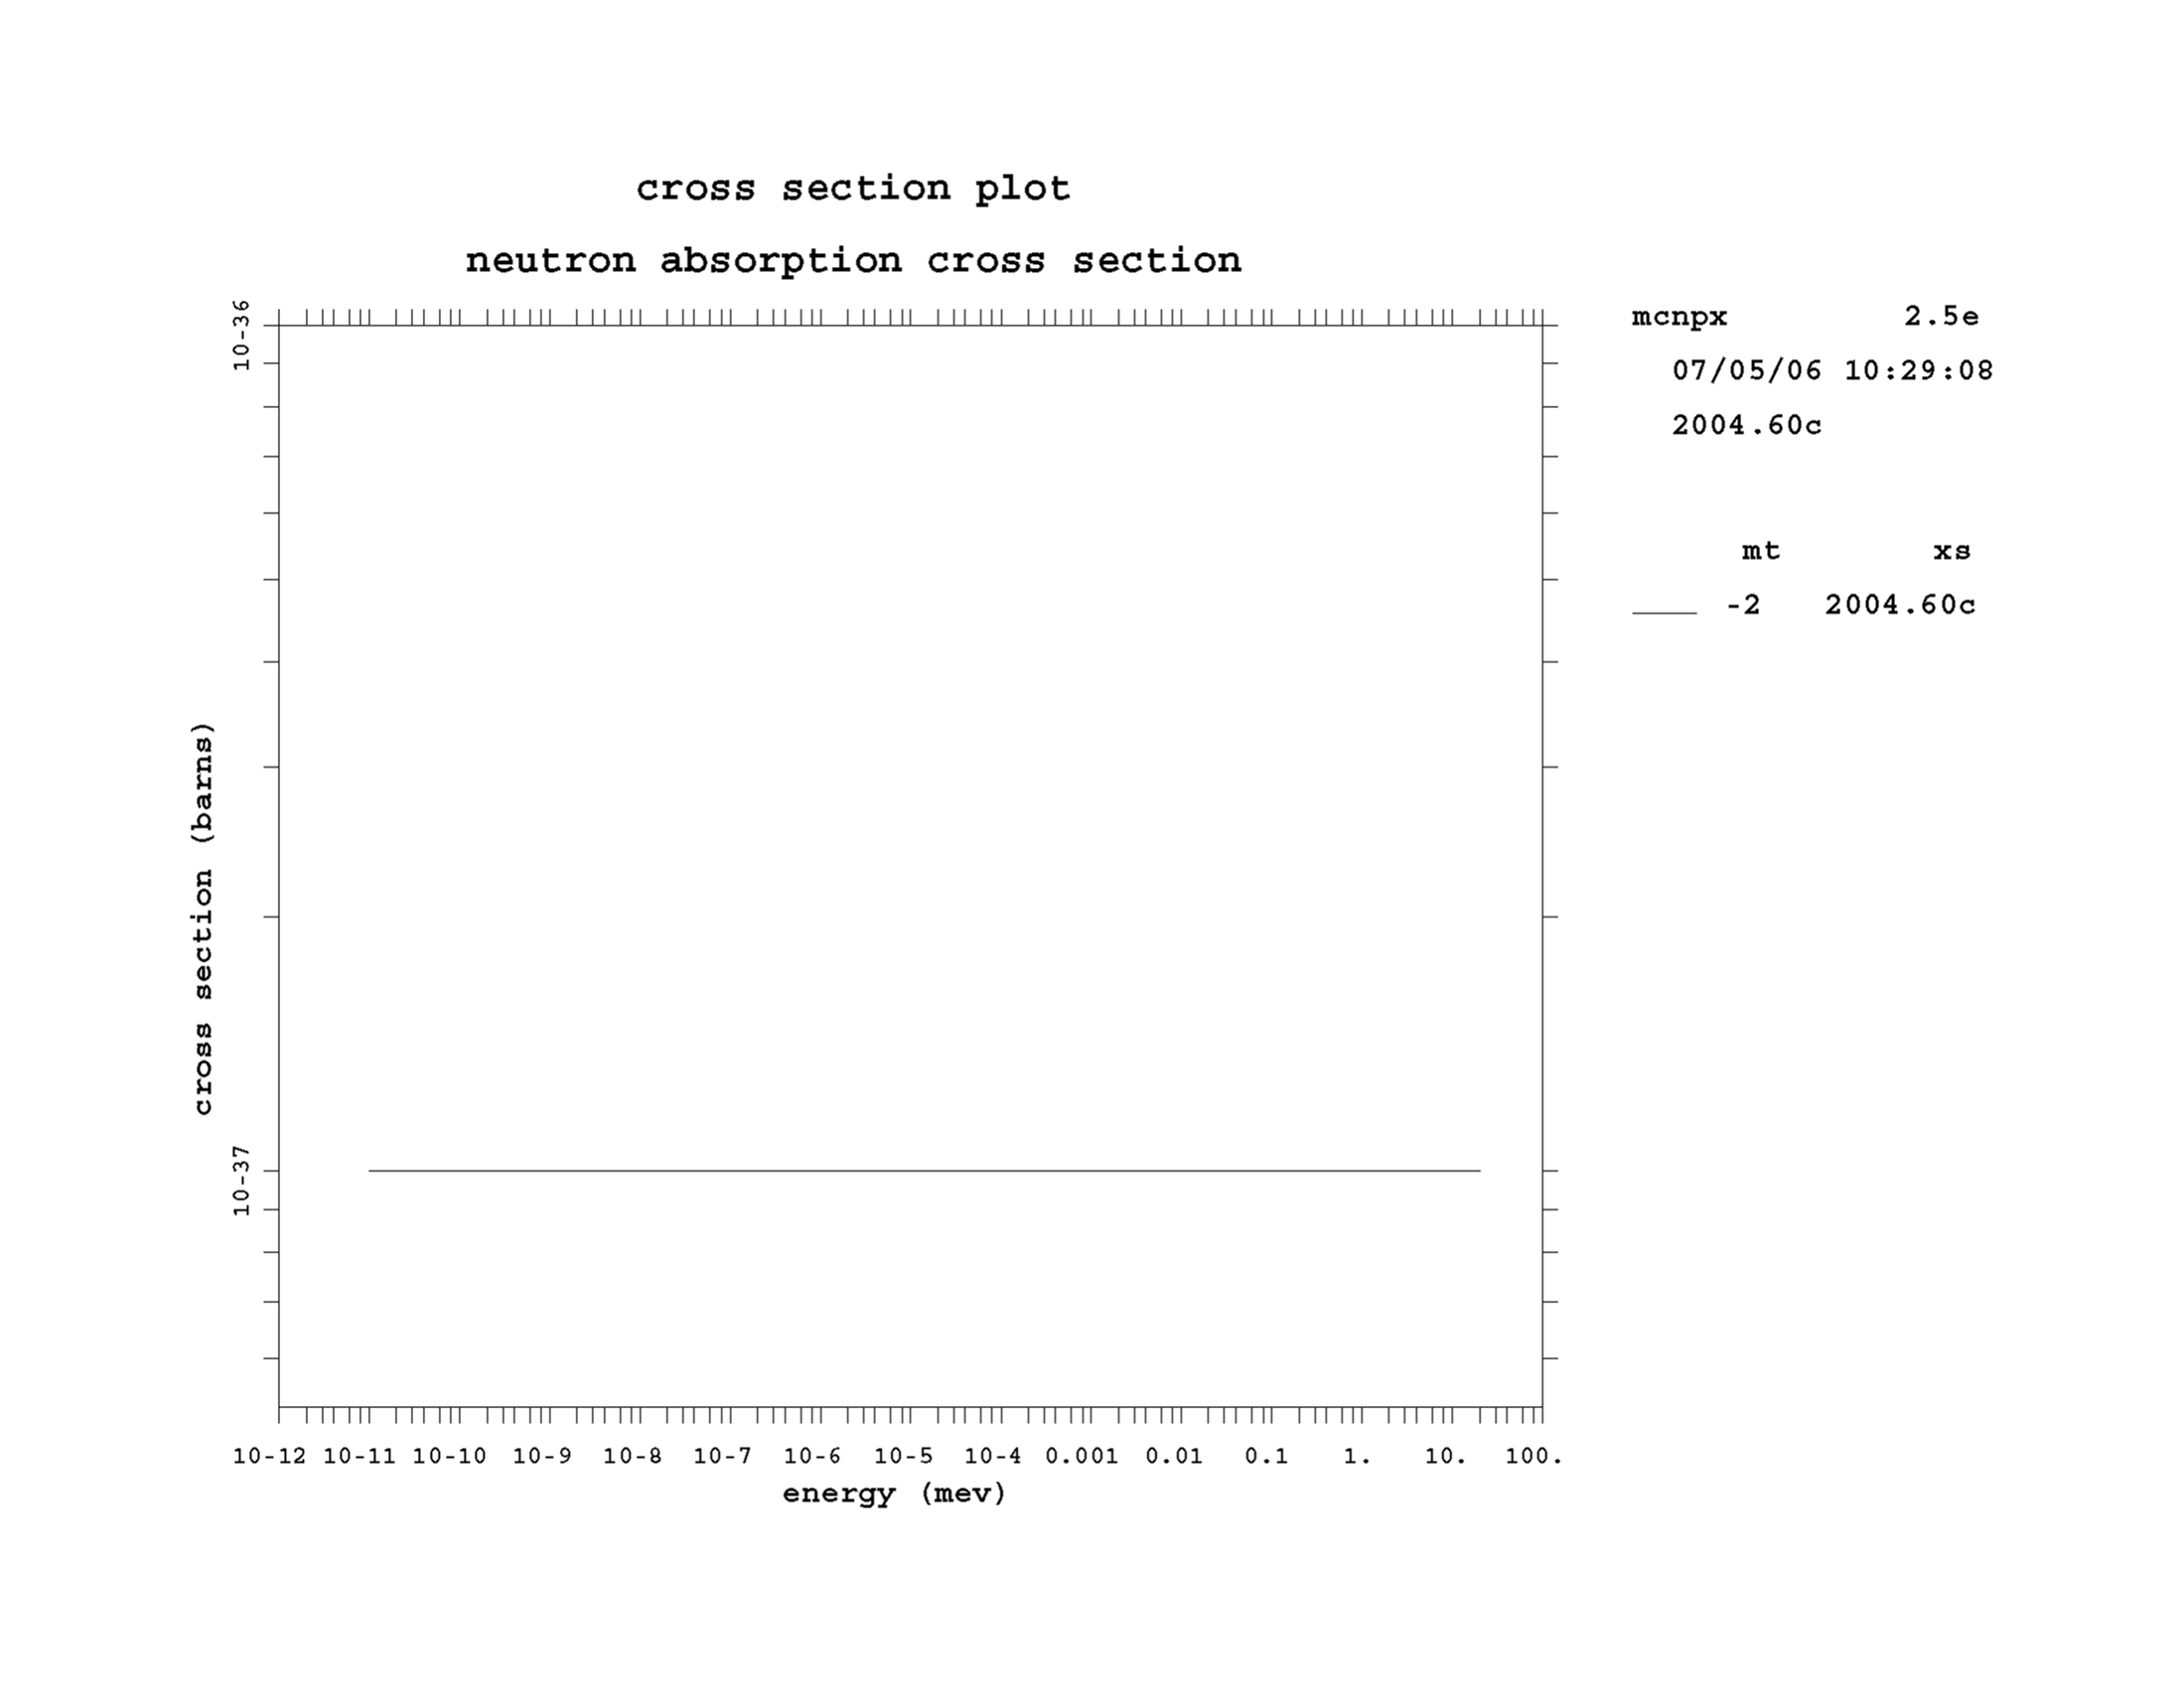 cross section plot
neutron absorption cross section
mcnpx 2.5e
07/05/06 10:29:08
2004.60c
mt xs
-2 2004.60c
cross section (barns)
10-36
10-37
10-12 10-11 10-10 10-9 10-8 10-7 10-6 10-5 10-4 0.001 0.01 0.1 1. 10. 100.
energy (mev)